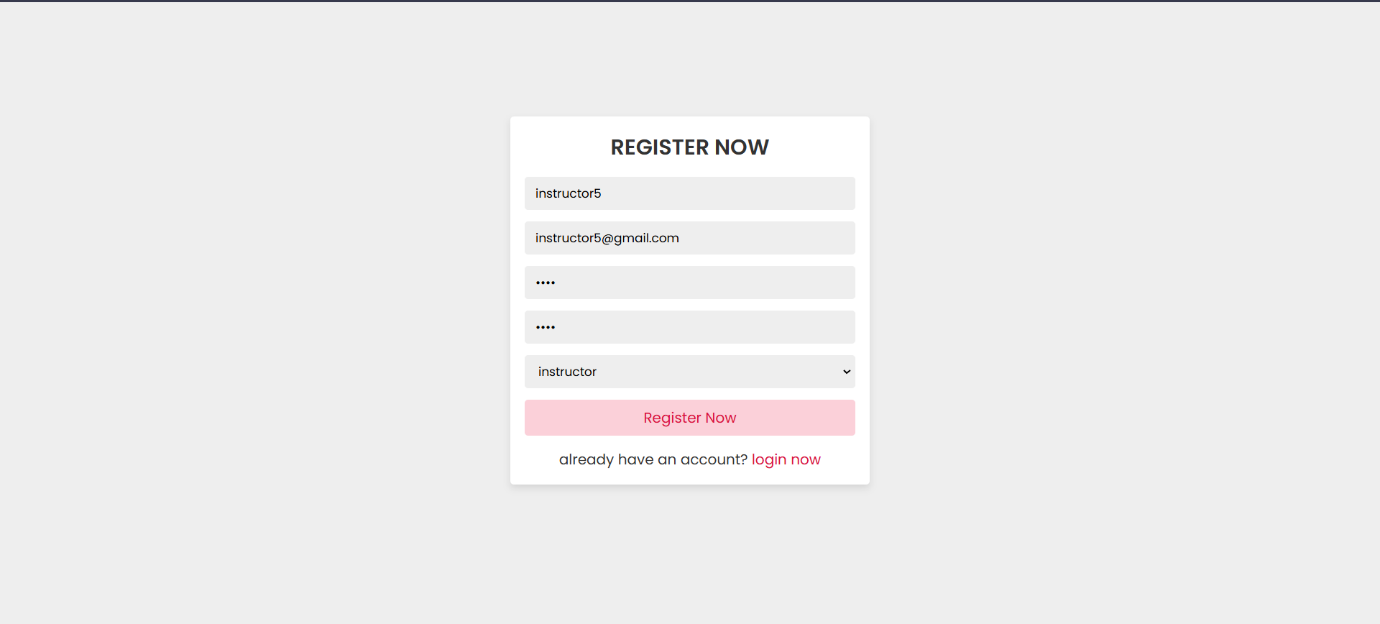 REGISTER NOW
instructor5
instructor5@gmail.com
••••
••••
instructor
Register Now
already have an account? login now